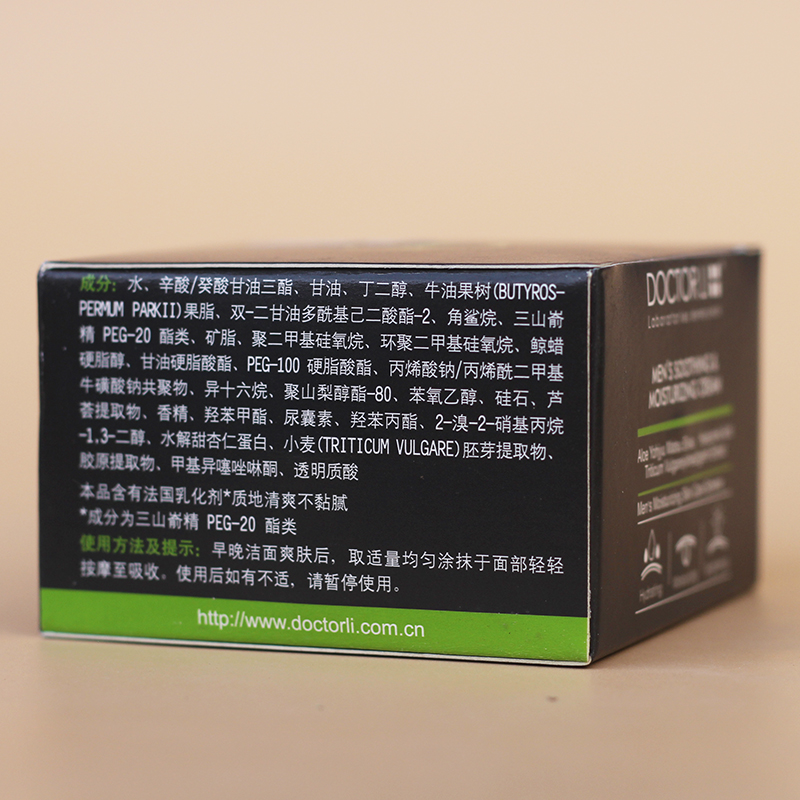 成分：水、辛酸/癸酸甘油三酯、甘油、丁二醇、牛油果树(BUTYROS-
PERMUM PARKII)果脂、双-二甘油多酰基己二酸酯-2、角鲨烷、三山嵛
精 PEG-20 酯类、矿脂、聚二甲基硅氧烷、环聚二甲基硅氧烷、鲸蜡
硬脂醇、甘油硬脂酸酯、PEG-100 硬脂酸酯、丙烯酸钠/丙烯酰二甲基
牛磺酸钠共聚物、异十六烷、聚山梨醇酯-80、苯氧乙醇、硅石、芦
荟提取物、香精、羟苯甲酯、尿囊素、羟苯丙酯、2-溴-2-硝基丙烷
-1.3-二醇、水解甜杏仁蛋白、小麦(TRITICUM VULGARE)胚芽提取物、
胶原提取物、甲基异噻唑啉酮、透明质酸
本品含有法国乳化剂*质地清爽不黏腻
*成分为三山嵛精 PEG-20 酯类
使用方法及提示：早晚洁面爽肤后，取适量均匀涂抹于面部轻轻
按摩至吸收。使用后如有不适，请暂停使用。
http://www.doctorli.com.cn
DOCTOR.LI
MEN'S SOOTHING &
MOISTURIZING CREAM
Hydrating